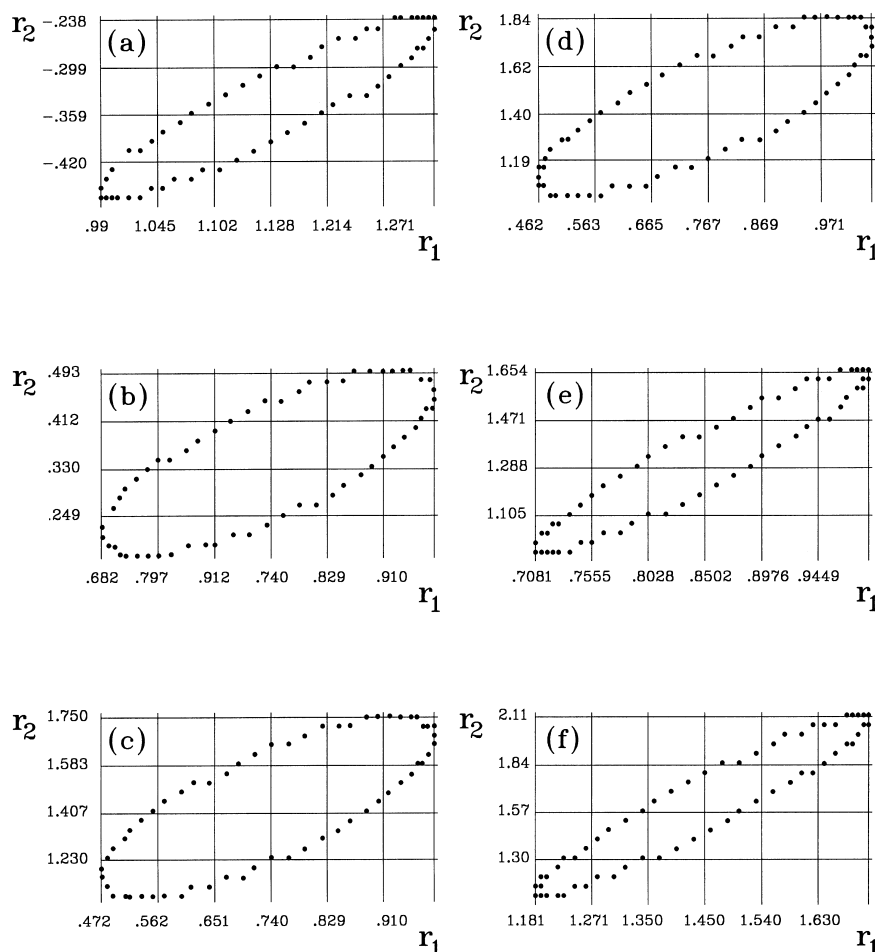 r2 -.238 (a)
-.299
-.359
-.420
.99 1.045 1.102 1.128 1.214 1.271
r1
r2 1.84 (d)
1.62
1.40
1.19
.462 .563 .665 .767 .869 .971
r1
r2 .493 (b)
.412
.330
.249
.682 .797 .912 .740 .829 .910
r1
r2 1.654 (e)
1.471
1.288
1.105
.7081 .7555 .8028 .8502 .8976 .9449
r1
r2 1.750 (c)
1.583
1.407
1.230
.472 .562 .651 .740 .829 .910
r1
r2 2.11 (f)
1.84
1.57
1.30
1.181 1.271 1.350 1.450 1.540 1.630
r1